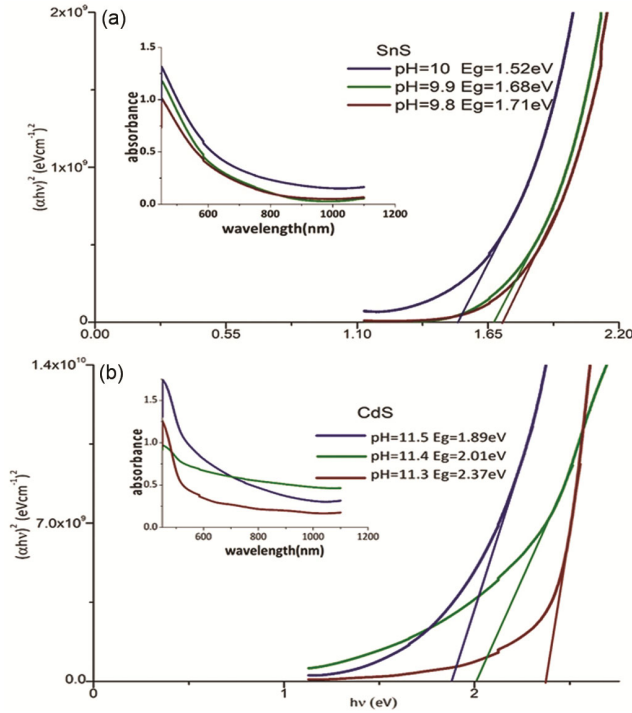 (a)
2x10⁹
1x10⁹
0
(αhν)² (eVcm⁻¹)²
SnS
pH=10 Eg=1.52eV
pH=9.9 Eg=1.68eV
pH=9.8 Eg=1.71eV
absorbance
1.5
1.0
0.5
0.0
600 800 1000 1200
wavelength(nm)
0.00 0.55 1.10 1.65 2.20
(b)
1.4x10¹⁰
7.0x10⁹
0.0
(αhν)² (eVcm⁻¹)²
CdS
pH=11.5 Eg=1.89eV
pH=11.4 Eg=2.01eV
pH=11.3 Eg=2.37eV
absorbance
1.5
1.0
0.5
0.0
600 800 1000 1200
wavelength(nm)
0 1 2
hν (eV)